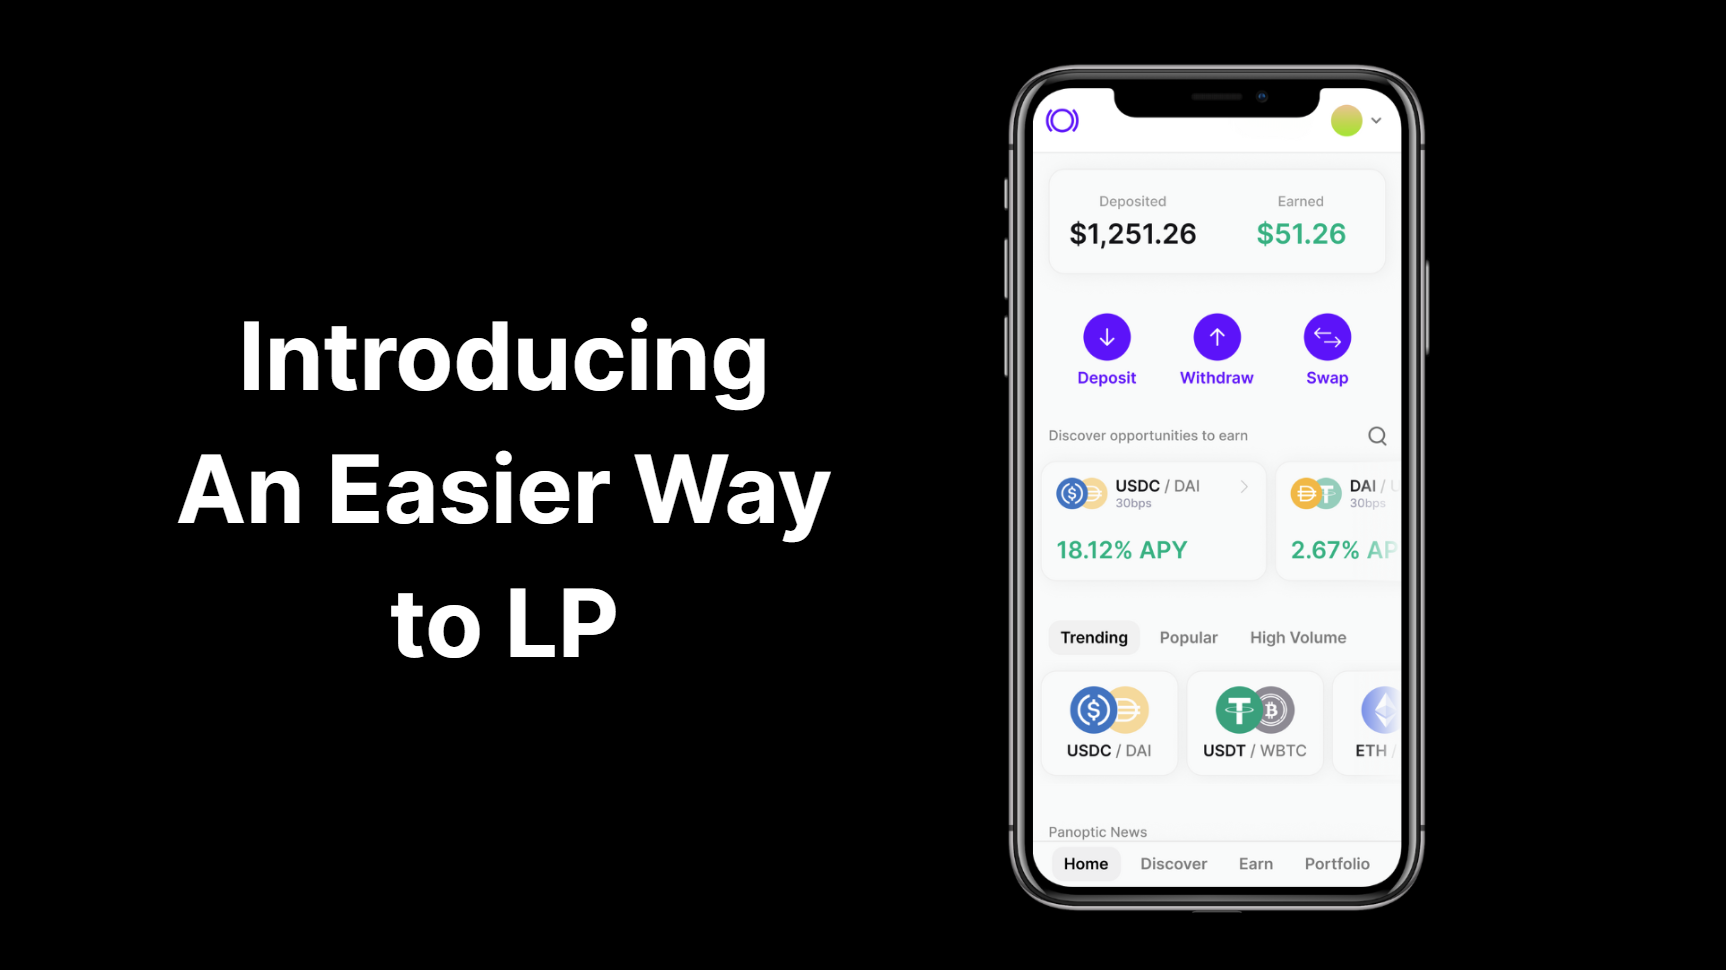 Introducing
An Easier Way
to LP
Deposited
Earned
$1,251.26
$51.26
Deposit
Withdraw
Swap
Discover opportunities to earn
USDC / DAI
30bps
18.12% APY
DAI /
30bps
2.67% AP
Trending
Popular
High Volume
USDC / DAI
USDT / WBTC
ETH /
Panoptic News
Home
Discover
Earn
Portfolio